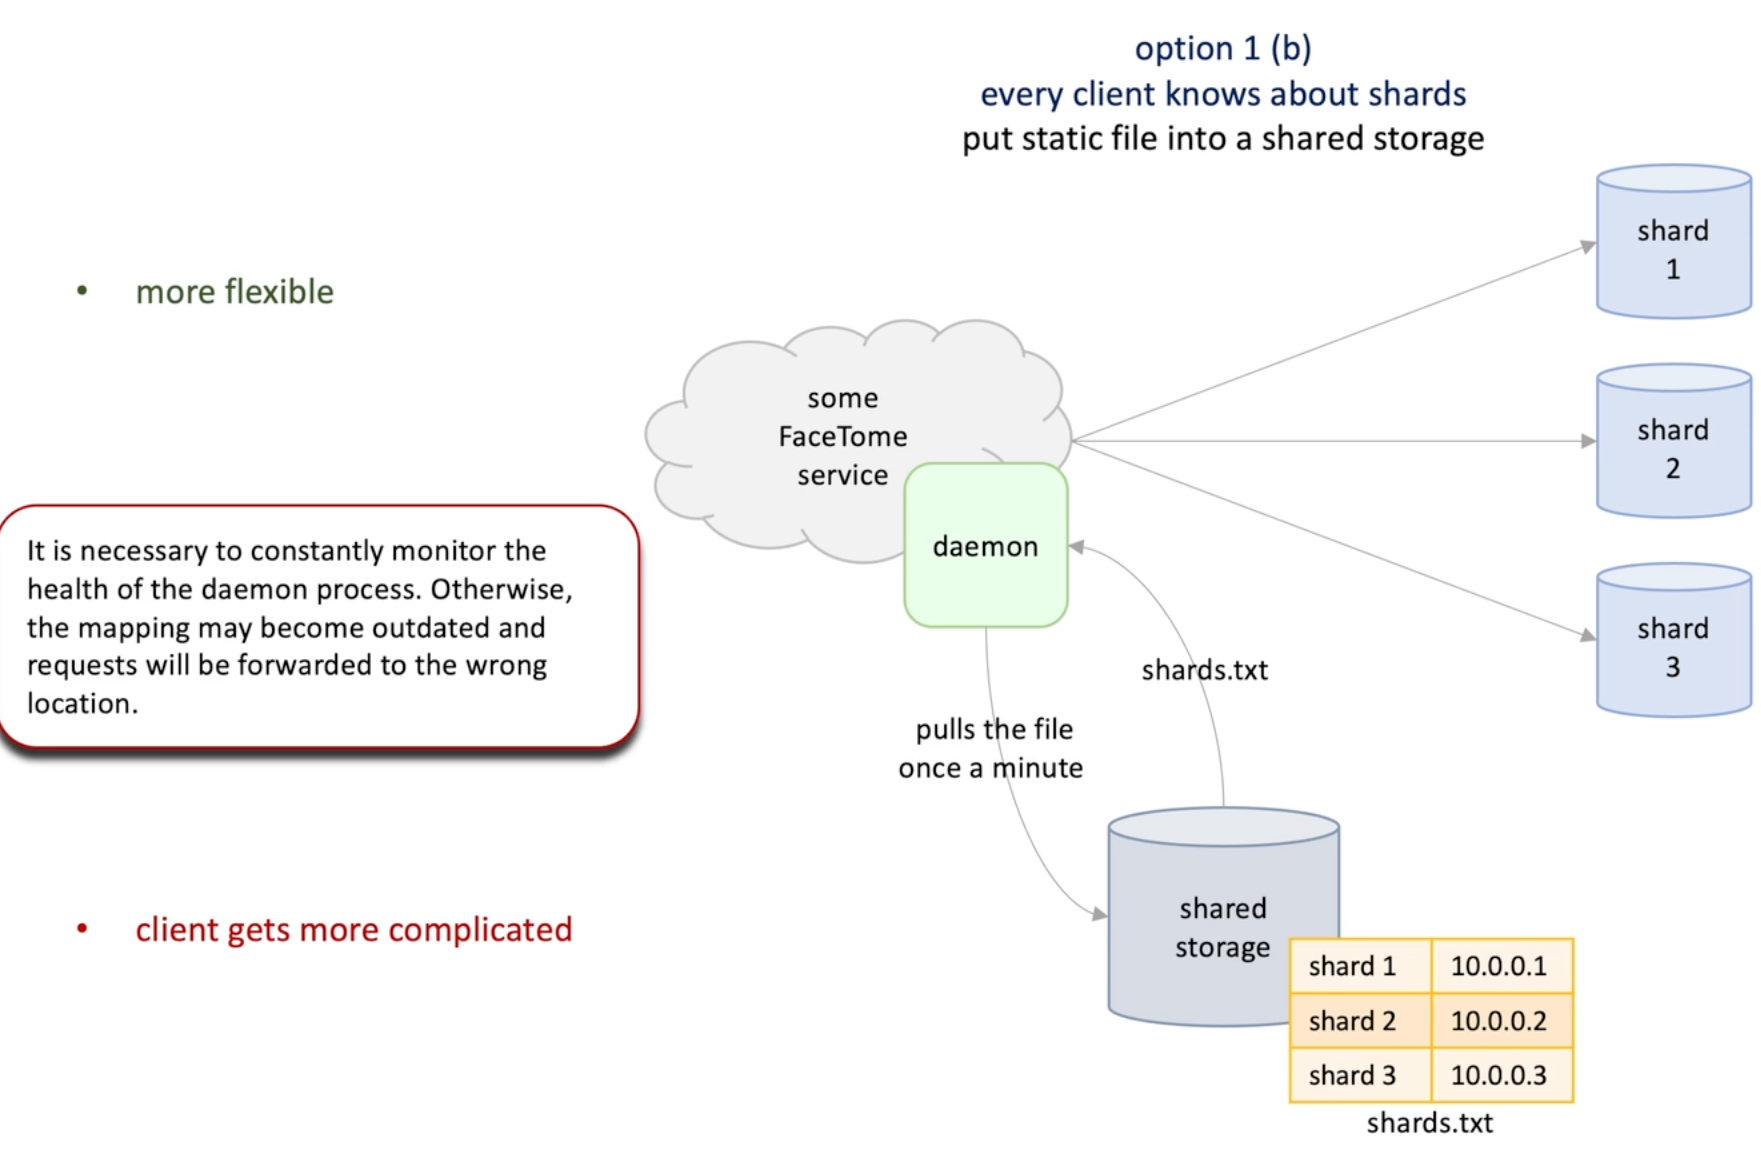 option 1 (b)
every client knows about shards
put static file into a shared storage
• more flexible
some
FaceTome
service
daemon
shard
1
shard
2
shard
3
It is necessary to constantly monitor the
health of the daemon process. Otherwise,
the mapping may become outdated and
requests will be forwarded to the wrong
location.
shards.txt
pulls the file
once a minute
• client gets more complicated
shared
storage
shard 1 10.0.0.1
shard 2 10.0.0.2
shard 3 10.0.0.3
shards.txt